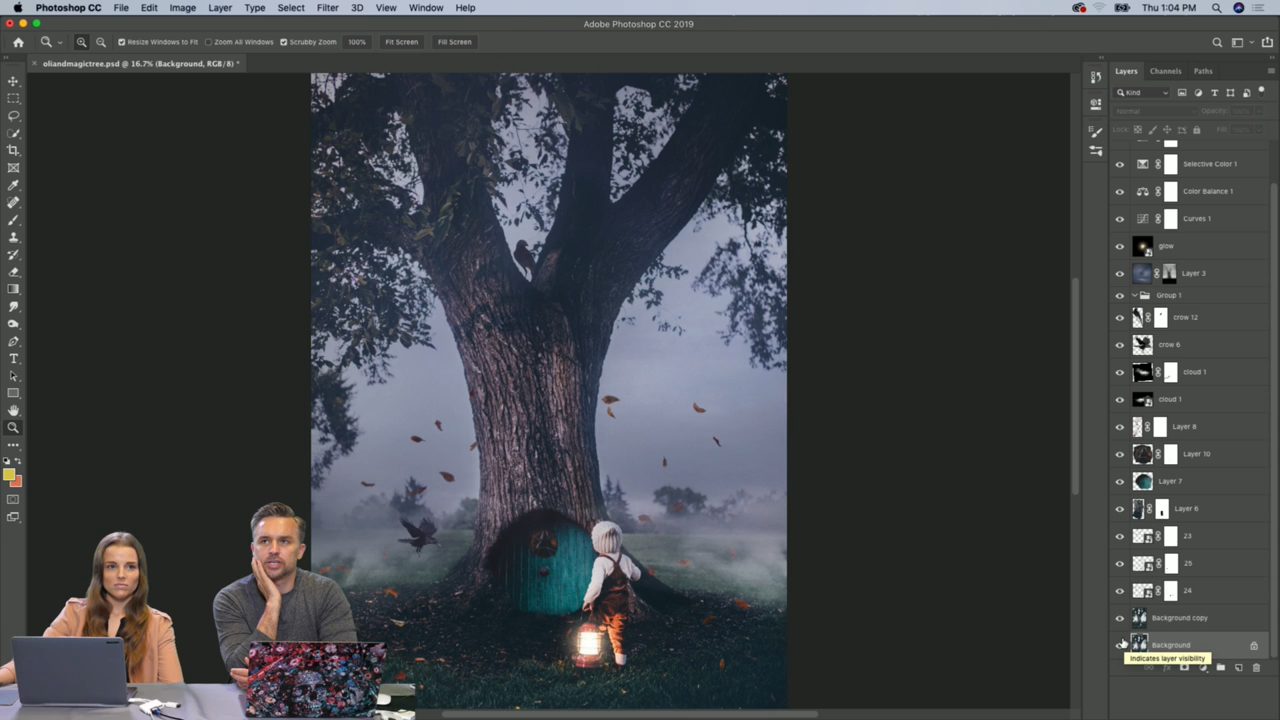 Photoshop CC File Edit Image Layer Type Select Filter 3D View Window Help Thu 1:04 PM
Adobe Photoshop CC 2019
Resize Windows to Fit Zoom All Windows Scrubby Zoom 100% Fit Screen Fill Screen
oliandmagictree.psd @ 16.7% (Background, RGB/8) *
Layers Channels Paths
Kind
Normal Opacity:
Lock: Fill:
Selective Color 1
Color Balance 1
Curves 1
glow
Layer 3
Group 1
crow 12
crow 6
cloud 1
cloud 1
Layer 8
Layer 10
Layer 7
Layer 6
23
25
24
Background copy
Background
Indicates layer visibility